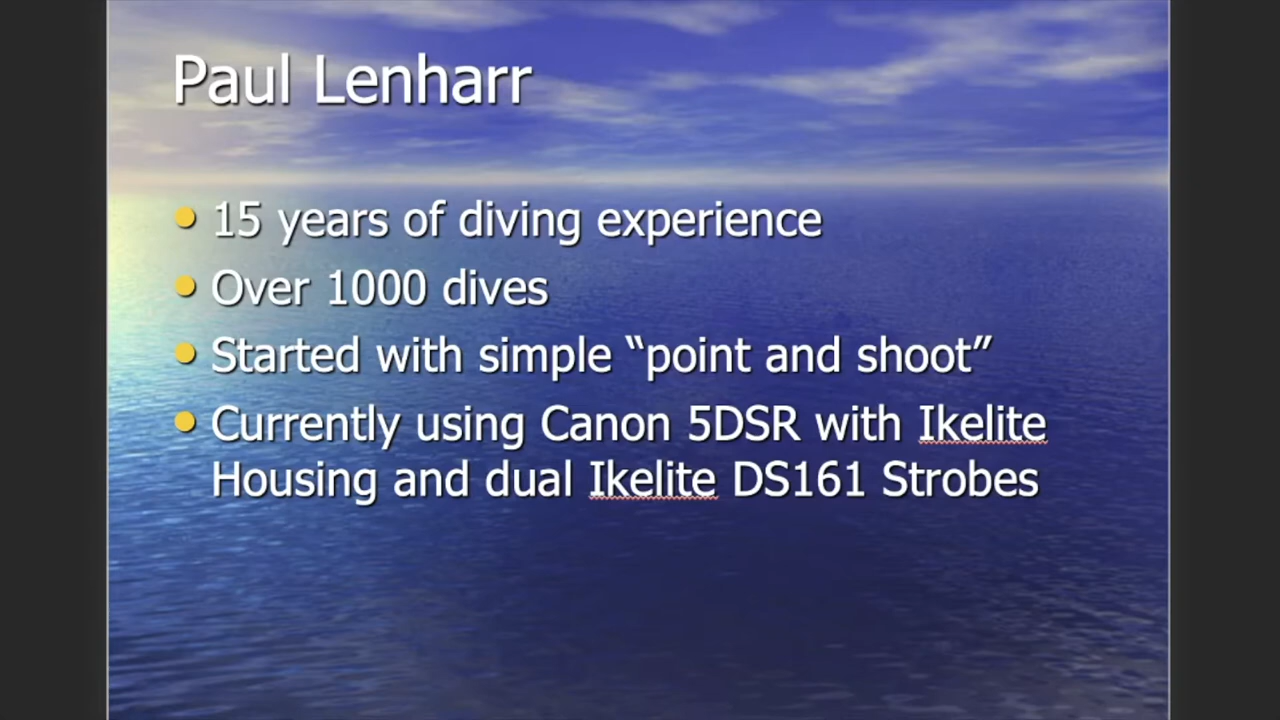 Paul Lenharr
15 years of diving experience
Over 1000 dives
Started with simple “point and shoot”
Currently using Canon 5DSR with Ikelite
Housing and dual Ikelite DS161 Strobes